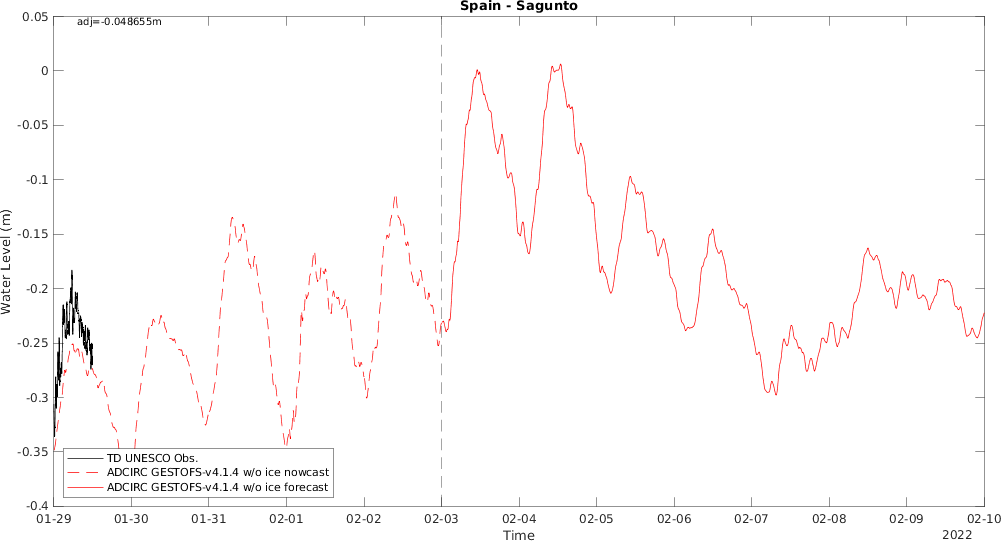 Spain - Sagunto
adj=-0.048655m
0.05
0
-0.05
-0.1
-0.15
-0.2
-0.25
-0.3
-0.35
-0.4
Water Level (m)
TD UNESCO Obs.
ADCIRC GESTOFS-v4.1.4 w/o ice nowcast
ADCIRC GESTOFS-v4.1.4 w/o ice forecast
01-29 01-30 01-31 02-01 02-02 02-03 02-04 02-05 02-06 02-07 02-08 02-09 02-10
Time
2022